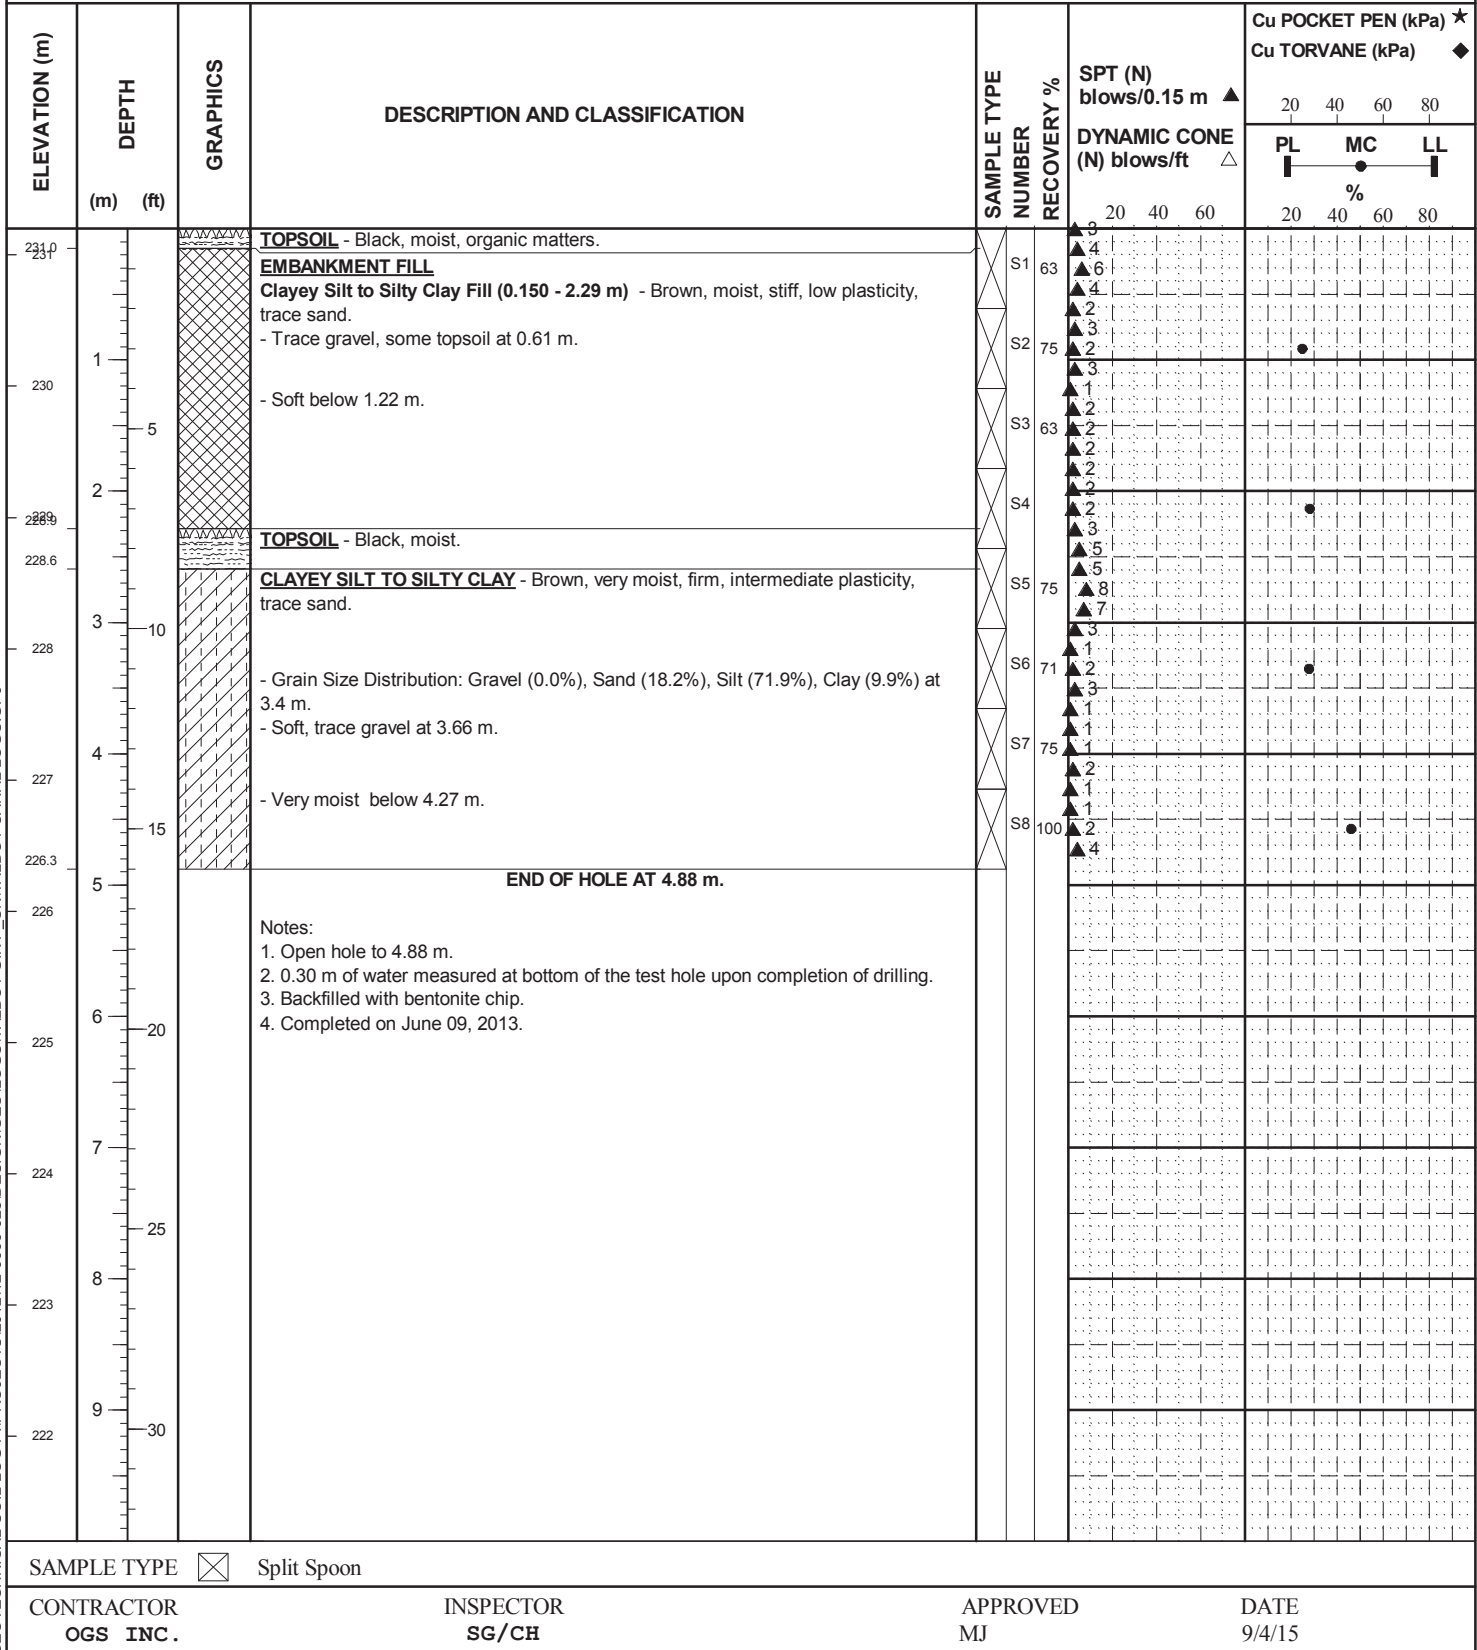 ELEVATION (m)
DEPTH
(m) (ft)
GRAPHICS
DESCRIPTION AND CLASSIFICATION
SAMPLE TYPE
NUMBER
RECOVERY %
SPT (N)
blows/0.15 m
DYNAMIC CONE
(N) blows/ft
20 40 60
Cu POCKET PEN (kPa)
Cu TORVANE (kPa)
20 40 60 80
PL MC LL
%
20 40 60 80
231.0
231
230
229
228.9
228.6
228
227
226.3
226
225
224
223
222
1
2
3
4
5
6
7
8
9
5
10
15
20
25
30
TOPSOIL - Black, moist, organic matters.
EMBANKMENT FILL
Clayey Silt to Silty Clay Fill (0.150 - 2.29 m) - Brown, moist, stiff, low plasticity,
trace sand.
- Trace gravel, some topsoil at 0.61 m.
- Soft below 1.22 m.
TOPSOIL - Black, moist.
CLAYEY SILT TO SILTY CLAY - Brown, very moist, firm, intermediate plasticity,
trace sand.
- Grain Size Distribution: Gravel (0.0%), Sand (18.2%), Silt (71.9%), Clay (9.9%) at
3.4 m.
- Soft, trace gravel at 3.66 m.
- Very moist below 4.27 m.
END OF HOLE AT 4.88 m.
Notes:
1. Open hole to 4.88 m.
2. 0.30 m of water measured at bottom of the test hole upon completion of drilling.
3. Backfilled with bentonite chip.
4. Completed on June 09, 2013.
S1 63
S2 75
S3 63
S4
S5 75
S6 71
S7 75
S8 100
3
4
6
4
2
3
2
3
1
2
2
2
2
2
2
3
5
5
8
7
3
1
2
3
1
1
1
2
1
1
2
4
SAMPLE TYPE Split Spoon
CONTRACTOR INSPECTOR APPROVED DATE
OGS INC. SG/CH MJ 9/4/15